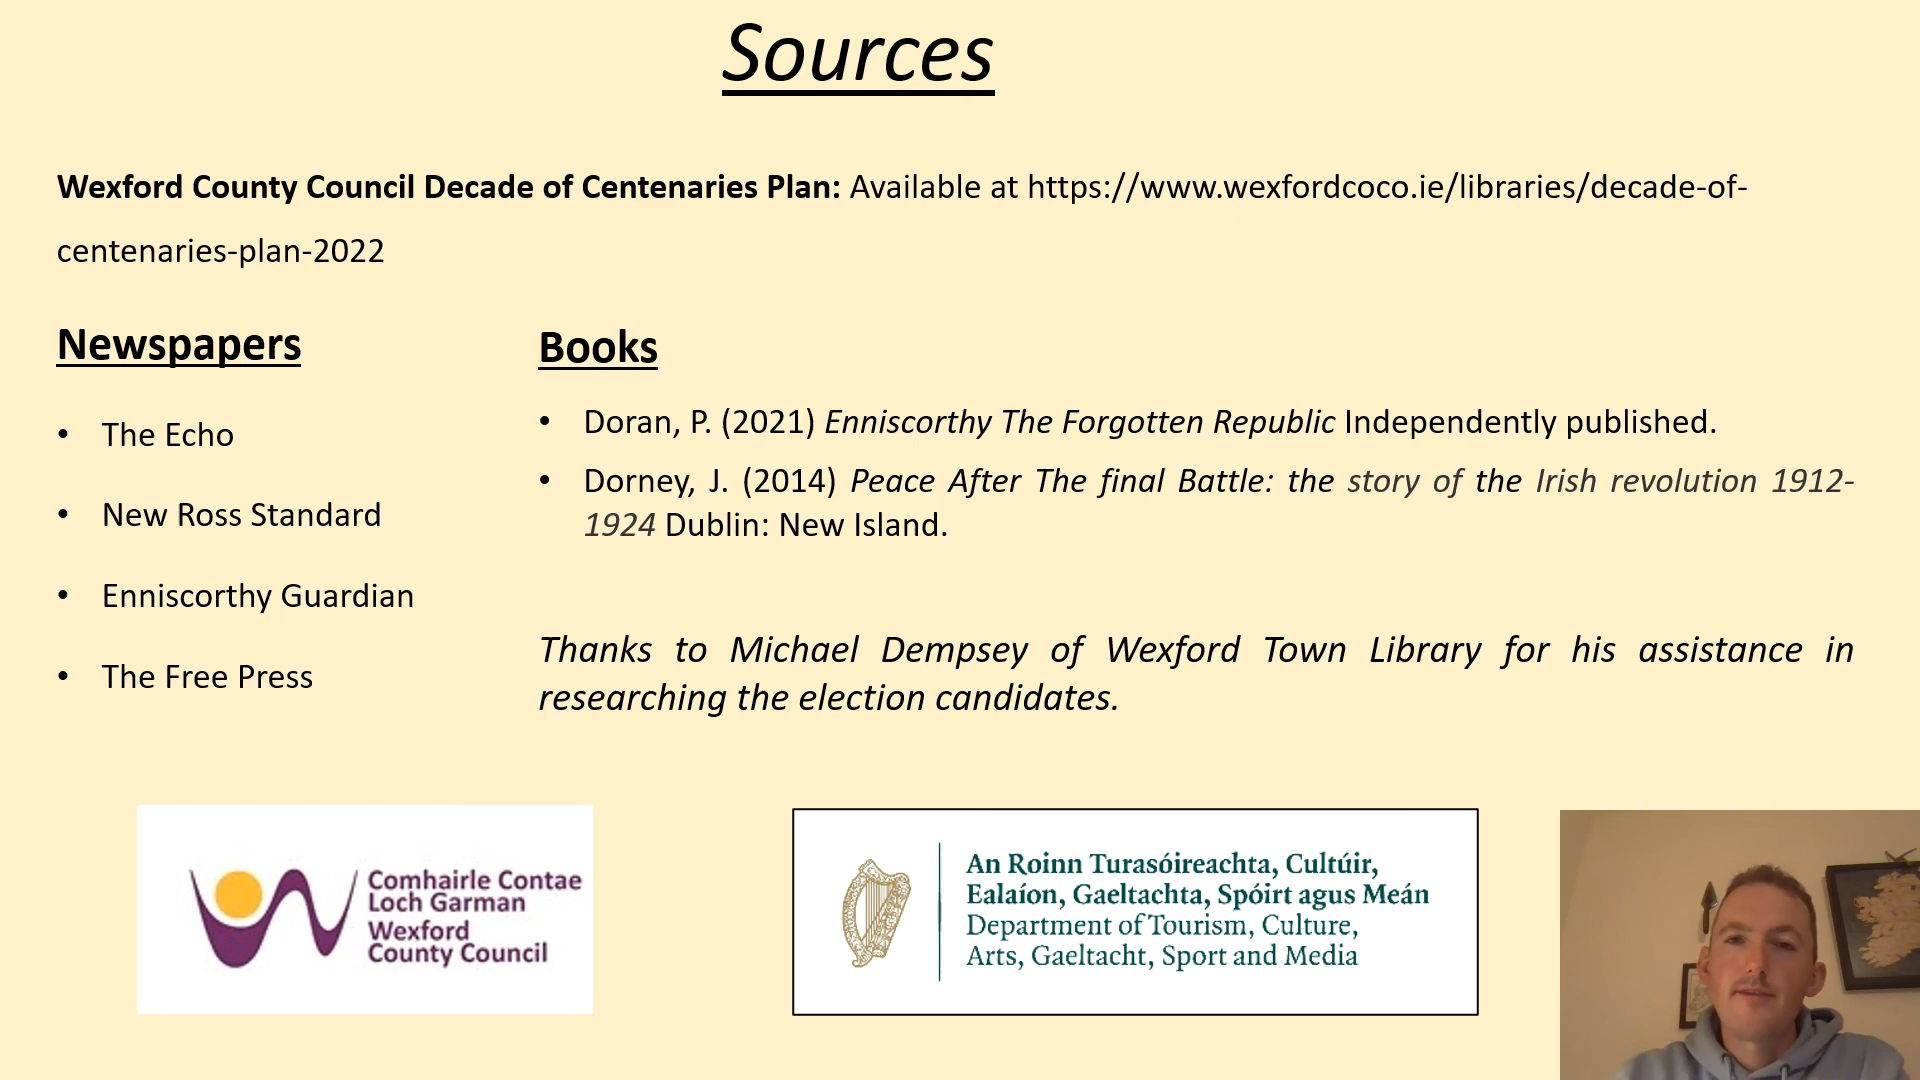 Sources
Wexford County Council Decade of Centenaries Plan: Available at https://www.wexfordcoco.ie/libraries/decade-of-
centenaries-plan-2022
Newspapers
• The Echo
• New Ross Standard
• Enniscorthy Guardian
• The Free Press
Books
• Doran, P. (2021) Enniscorthy The Forgotten Republic Independently published.
• Dorney, J. (2014) Peace After The final Battle: the story of the Irish revolution 1912-
1924 Dublin: New Island.
Thanks to Michael Dempsey of Wexford Town Library for his assistance in
researching the election candidates.
Comhairle Contae
Loch Garman
Wexford
County Council
An Roinn Turasóireachta, Cultúir,
Ealaíon, Gaeltachta, Spóirt agus Meán
Department of Tourism, Culture,
Arts, Gaeltacht, Sport and Media